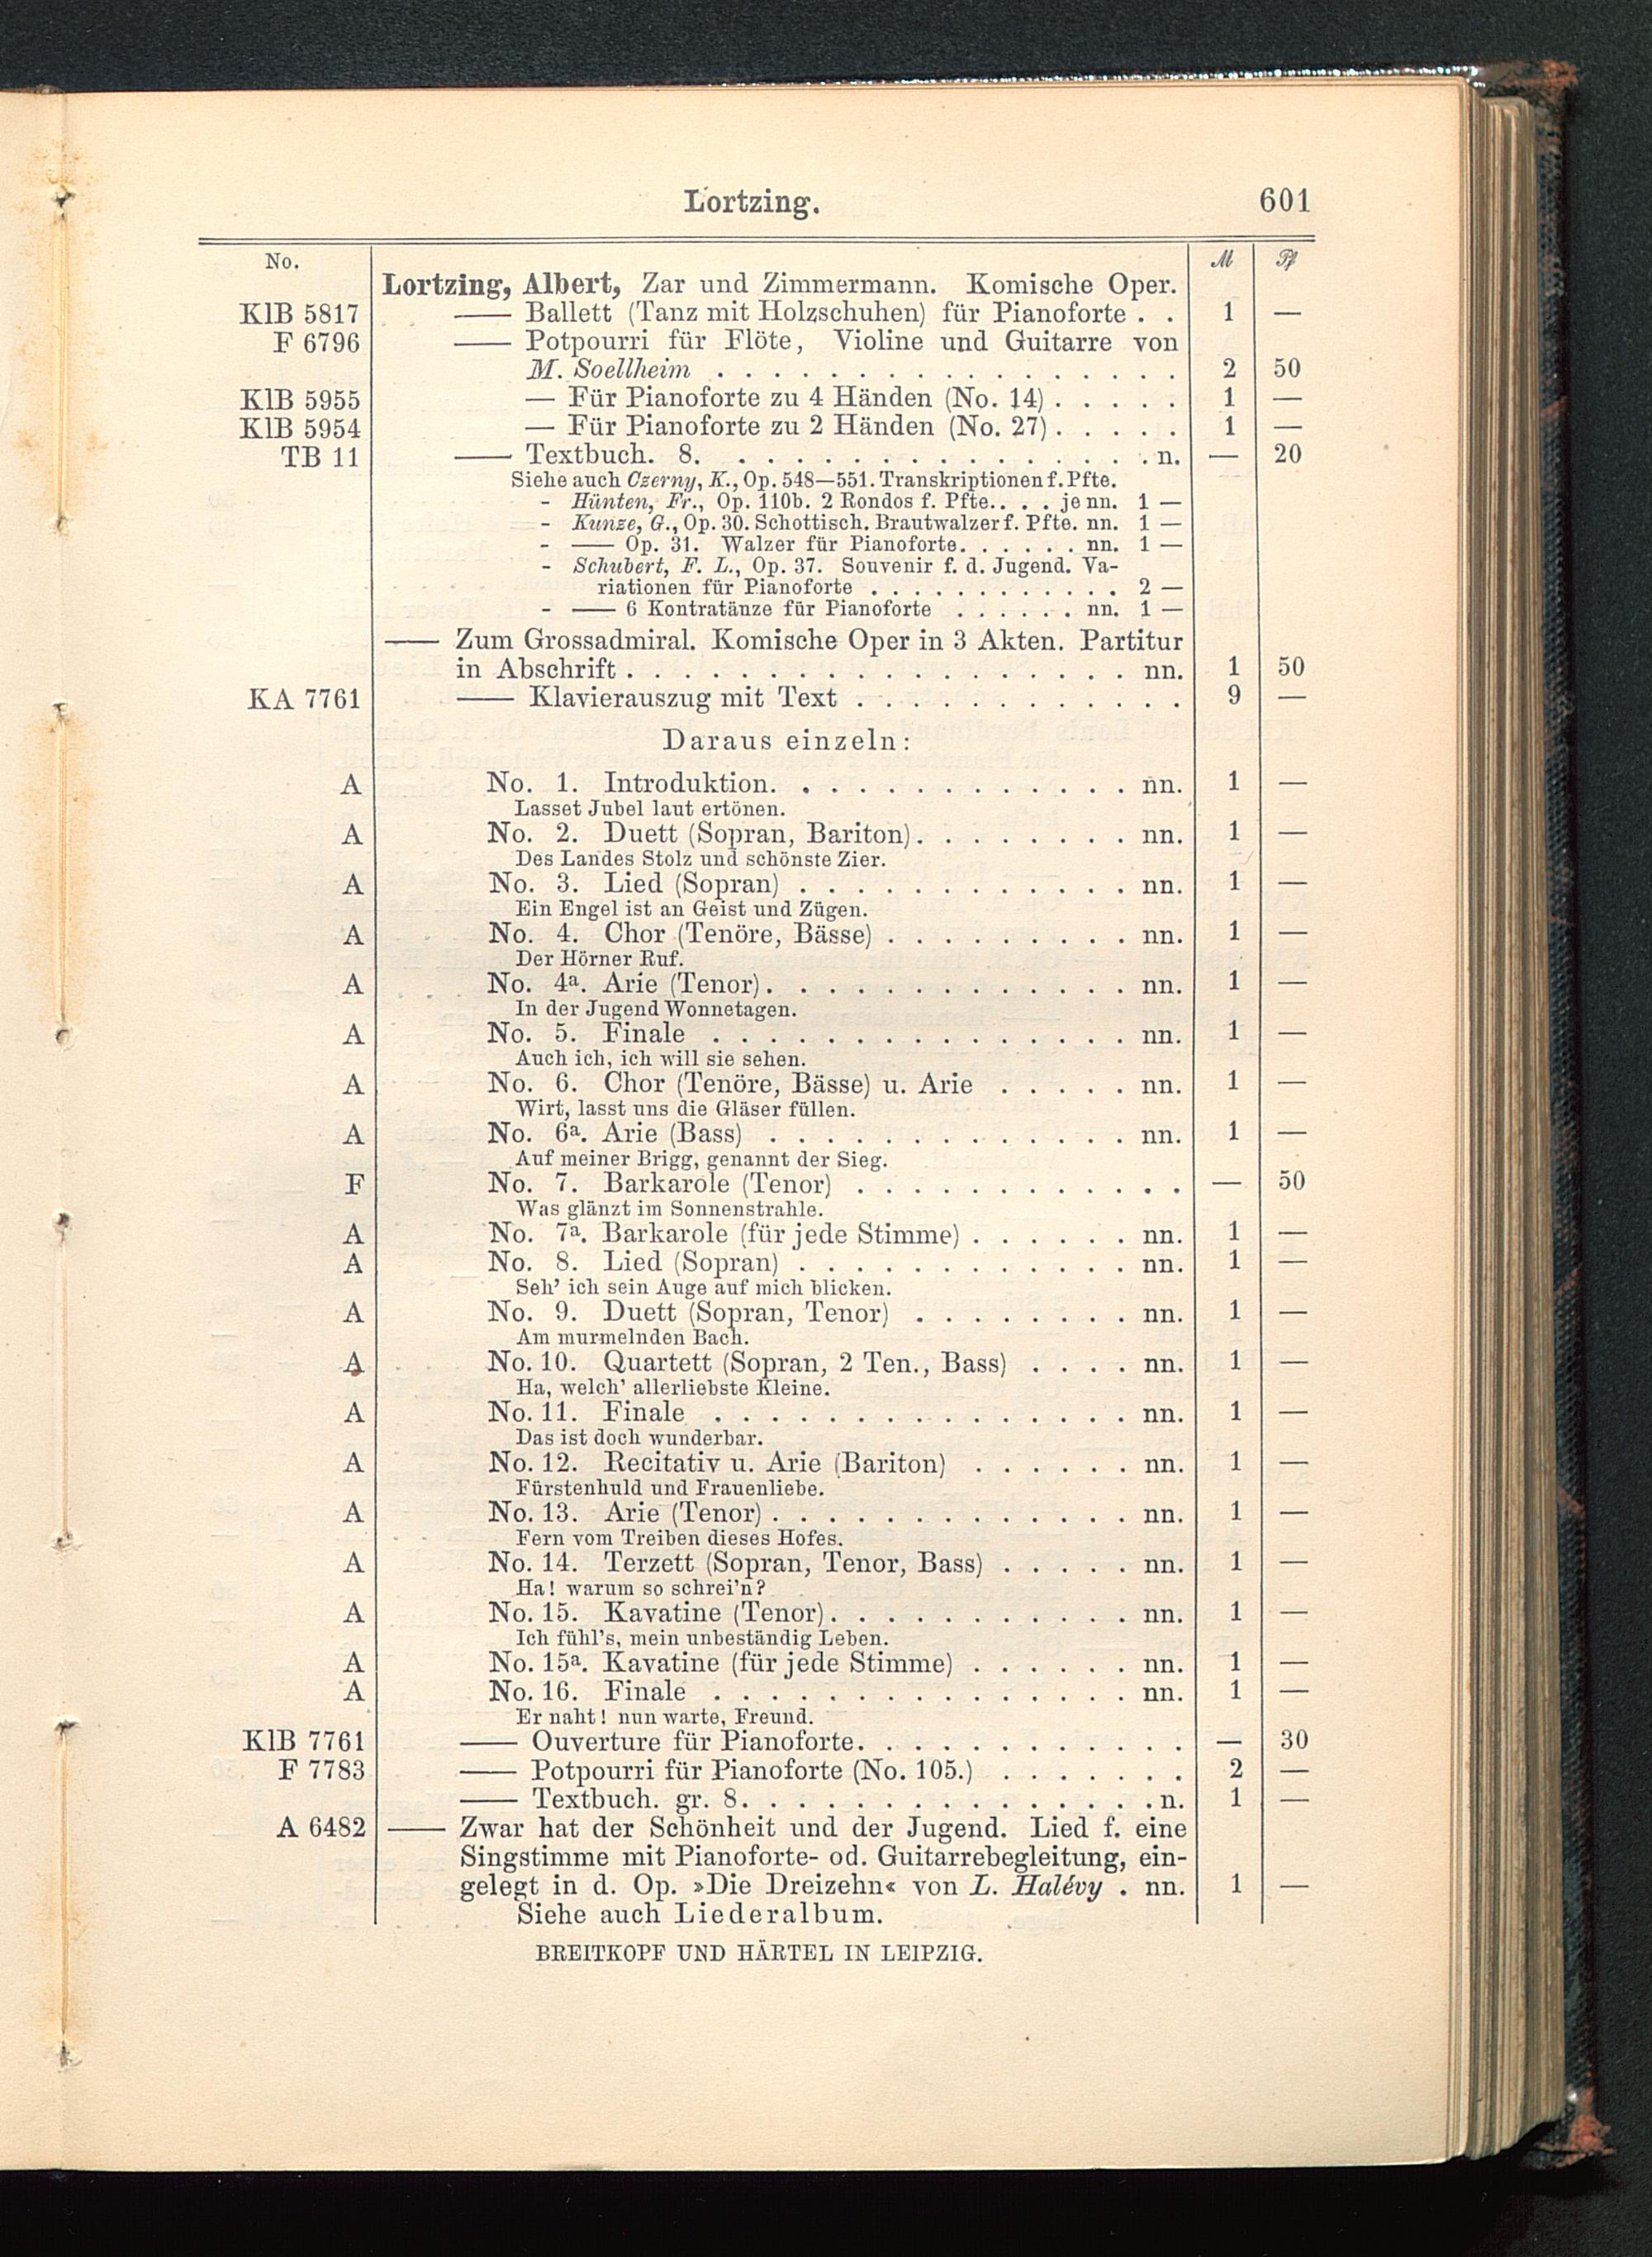 Lortzing. 601
No. M Pf
Lortzing, Albert, Zar und Zimmermann. Komische Oper.
KlB 5817 —— Ballett (Tanz mit Holzschuhen) für Pianoforte . . 1 —
F 6796 —— Potpourri für Flöte, Violine und Guitarre von
M. Soellheim . . . . . . . . . . . . . . . . . 2 50
KlB 5955 — Für Pianoforte zu 4 Händen (No. 14) . . . . . 1 —
KlB 5954 — Für Pianoforte zu 2 Händen (No. 27) . . . . . 1 —
TB 11 —— Textbuch. 8. . . . . . . . . . . . . . . . . n. — 20
Siehe auch Czerny, K., Op. 548—551. Transkriptionen f. Pfte.
- Hünten, Fr., Op. 110b. 2 Rondos f. Pfte. . . . je nn. 1 —
- Kunze, G., Op. 30. Schottisch. Brautwalzer f. Pfte. nn. 1 —
- —— Op. 31. Walzer für Pianoforte. . . . . . nn. 1 —
- Schubert, F. L., Op. 37. Souvenir f. d. Jugend. Va-
riationen für Pianoforte . . . . . . . . . . . . 2 —
- —— 6 Kontratänze für Pianoforte . . . . . . nn. 1 —
—— Zum Grossadmiral. Komische Oper in 3 Akten. Partitur
in Abschrift . . . . . . . . . . . . . . . . . . nn. 1 50
KA 7761 —— Klavierauszug mit Text . . . . . . . . . . . . 9 —
Daraus einzeln:
A No. 1. Introduktion. . . . . . . . . . . . . . nn. 1 —
Lasset Jubel laut ertönen.
A No. 2. Duett (Sopran, Bariton). . . . . . . . nn. 1 —
Des Landes Stolz und schönste Zier.
A No. 3. Lied (Sopran) . . . . . . . . . . . . nn. 1 —
Ein Engel ist an Geist und Zügen.
A No. 4. Chor (Tenöre, Bässe) . . . . . . . . . nn. 1 —
Der Hörner Ruf.
A No. 4a. Arie (Tenor). . . . . . . . . . . . . nn. 1 —
In der Jugend Wonnetagen.
A No. 5. Finale . . . . . . . . . . . . . . . nn. 1 —
Auch ich, ich will sie sehen.
A No. 6. Chor (Tenöre, Bässe) u. Arie . . . . . nn. 1 —
Wirt, lasst uns die Gläser füllen.
A No. 6a. Arie (Bass) . . . . . . . . . . . . . nn. 1 —
Auf meiner Brigg, genannt der Sieg.
F No. 7. Barkarole (Tenor) . . . . . . . . . . . . — 50
Was glänzt im Sonnenstrahle.
A No. 7a. Barkarole (für jede Stimme) . . . . . . nn. 1 —
A No. 8. Lied (Sopran) . . . . . . . . . . . . nn. 1 —
Seh' ich sein Auge auf mich blicken.
A No. 9. Duett (Sopran, Tenor) . . . . . . . . nn. 1 —
Am murmelnden Bach.
A No. 10. Quartett (Sopran, 2 Ten., Bass) . . . . nn. 1 —
Ha, welch' allerliebste Kleine.
A No. 11. Finale . . . . . . . . . . . . . . . nn. 1 —
Das ist doch wunderbar.
A No. 12. Recitativ u. Arie (Bariton) . . . . . . nn. 1 —
Fürstenhuld und Frauenliebe.
A No. 13. Arie (Tenor) . . . . . . . . . . . . . nn. 1 —
Fern vom Treiben dieses Hofes.
A No. 14. Terzett (Sopran, Tenor, Bass) . . . . . nn. 1 —
Ha! warum so schrei'n?
A No. 15. Kavatine (Tenor). . . . . . . . . . . nn. 1 —
Ich fühl's, mein unbeständig Leben.
A No. 15a. Kavatine (für jede Stimme) . . . . . . nn. 1 —
A No. 16. Finale . . . . . . . . . . . . . . . nn. 1 —
Er naht! nun warte, Freund.
KlB 7761 —— Ouverture für Pianoforte. . . . . . . . . . . . — 30
F 7783 —— Potpourri für Pianoforte (No. 105.) . . . . . . . 2 —
—— Textbuch. gr. 8. . . . . . . . . . . . . . . . n. 1 —
A 6482 —— Zwar hat der Schönheit und der Jugend. Lied f. eine
Singstimme mit Pianoforte- od. Guitarrebegleitung, ein-
gelegt in d. Op. »Die Dreizehn« von L. Halévy . nn. 1 —
Siehe auch Liederalbum.
BREITKOPF UND HÄRTEL IN LEIPZIG.